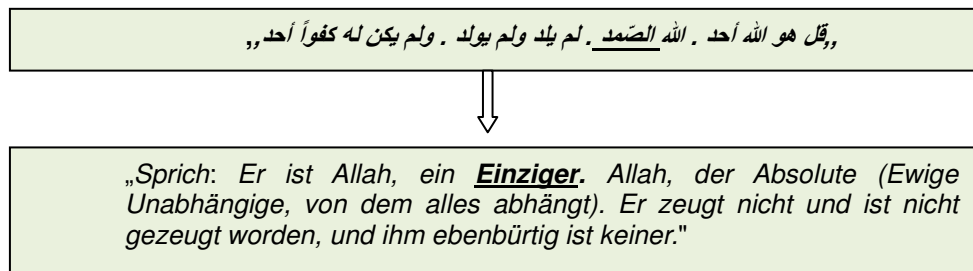 ,,قل هو الله أحد . الله الصّمد . لم يلد ولم يولد . ولم يكن له كفواً أحد,,
„Sprich: Er ist Allah, ein Einziger. Allah, der Absolute (Ewige
Unabhängige, von dem alles abhängt). Er zeugt nicht und ist nicht
gezeugt worden, und ihm ebenbürtig ist keiner."